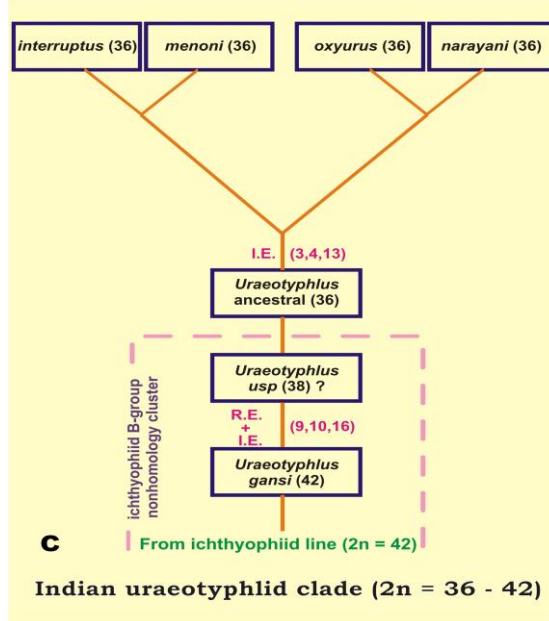 interruptus (36) menoni (36) oxyurus (36) narayani (36)
I.E. (3,4,13)
Uraeotyphlus
ancestral (36)
Uraeotyphlus
usp (38) ?
R.E. (9,10,16)
+
I.E.
Uraeotyphlus
gansi (42)
ichthyophiid B-group
nonhomology cluster
C From ichthyophiid line (2n = 42)
Indian uraeotyphlid clade (2n = 36 - 42)